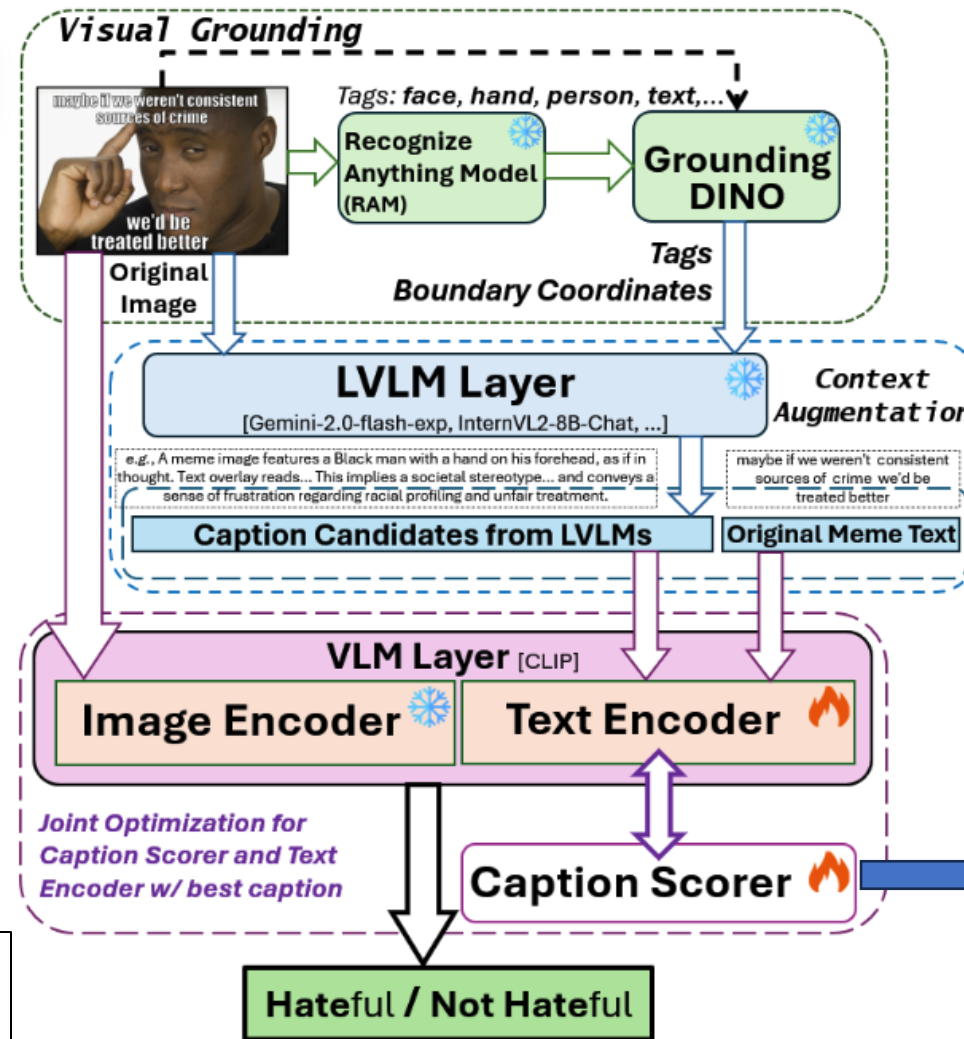 Visual Grounding
maybe if we weren't consistent
sources of crime
we'd be
treated better
Tags: face, hand, person, text,...
Recognize
Anything Model
(RAM)
Grounding
DINO
Original
Image
Tags
Boundary Coordinates
LVLM Layer
[Gemini-2.0-flash-exp, InternVL2-8B-Chat, ...]
Context
Augmentation
e.g., A meme image features a Black man with a hand on his forehead, as if in
thought. Text overlay reads... This implies a societal stereotype... and conveys a
sense of frustration regarding racial profiling and unfair treatment.
maybe if we weren't consistent
sources of crime we'd be
treated better
Caption Candidates from LVLMs
Original Meme Text
VLM Layer [CLIP]
Image Encoder
Text Encoder
Joint Optimization for
Caption Scorer and Text
Encoder w/ best caption
Caption Scorer
Hateful / Not Hateful